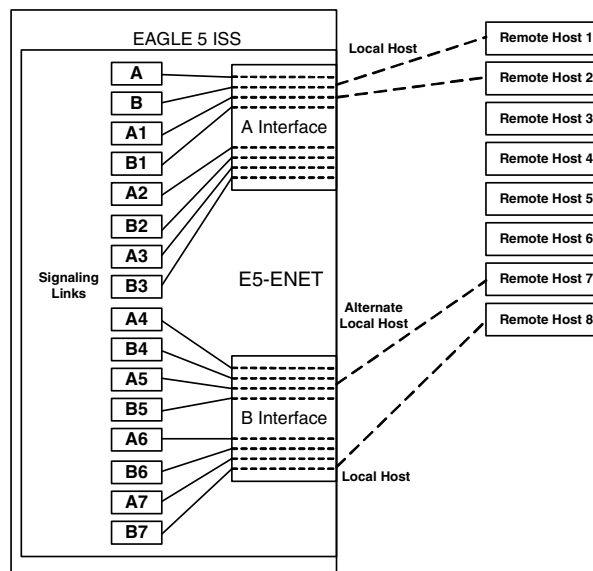 EAGLE 5 ISS
Local Host
Remote Host 1
Remote Host 2
Remote Host 3
Remote Host 4
Remote Host 5
Remote Host 6
Remote Host 7
Remote Host 8
A
B
A1
B1
A2
B2
A3
B3
A4
B4
A5
B5
A6
B6
A7
B7
A Interface
Signaling
Links
E5-ENET
Alternate
Local Host
B Interface
Local Host